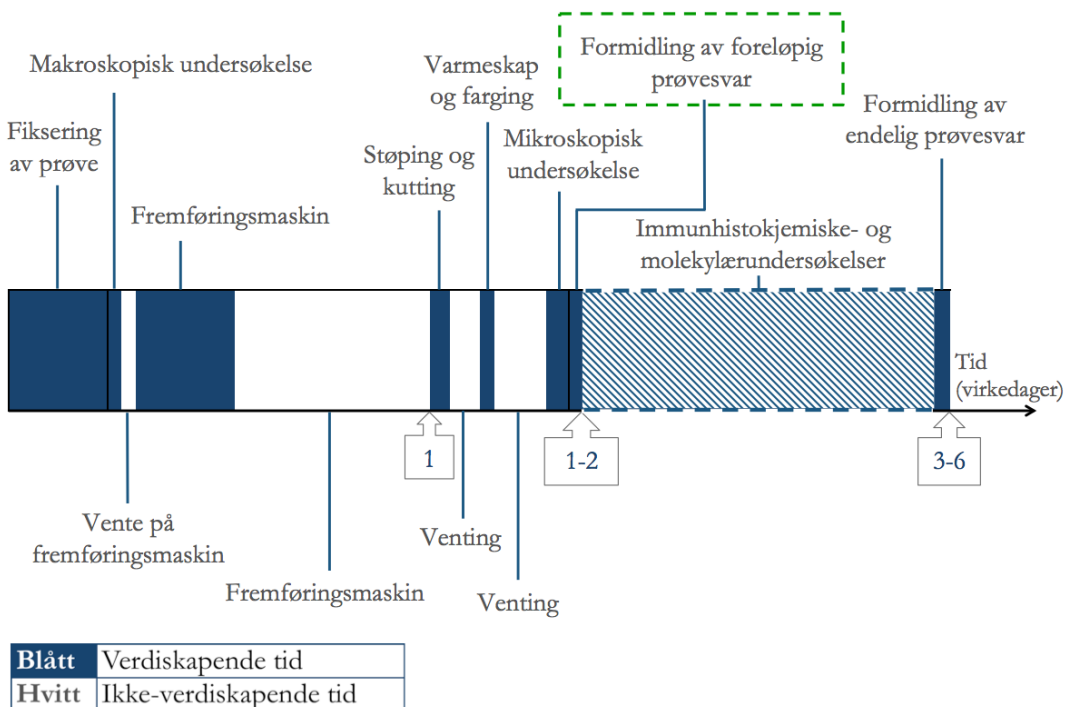 Formidling av foreløpig
prøvesvar
Makroskopisk undersøkelse
Varmeskap
og farging
Formidling av
endelig prøvesvar
Fiksering
av prøve
Støping og
kutting
Mikroskopisk
undersøkelse
Fremføringsmaskin
Immunhistokjemiske- og
molekylærundersøkelser
Tid
(virkedager)
1
1-2
3-6
Vente på
fremføringsmaskin
Venting
Fremføringsmaskin
Venting
Blått Verdiskapende tid
Hvitt Ikke-verdiskapende tid